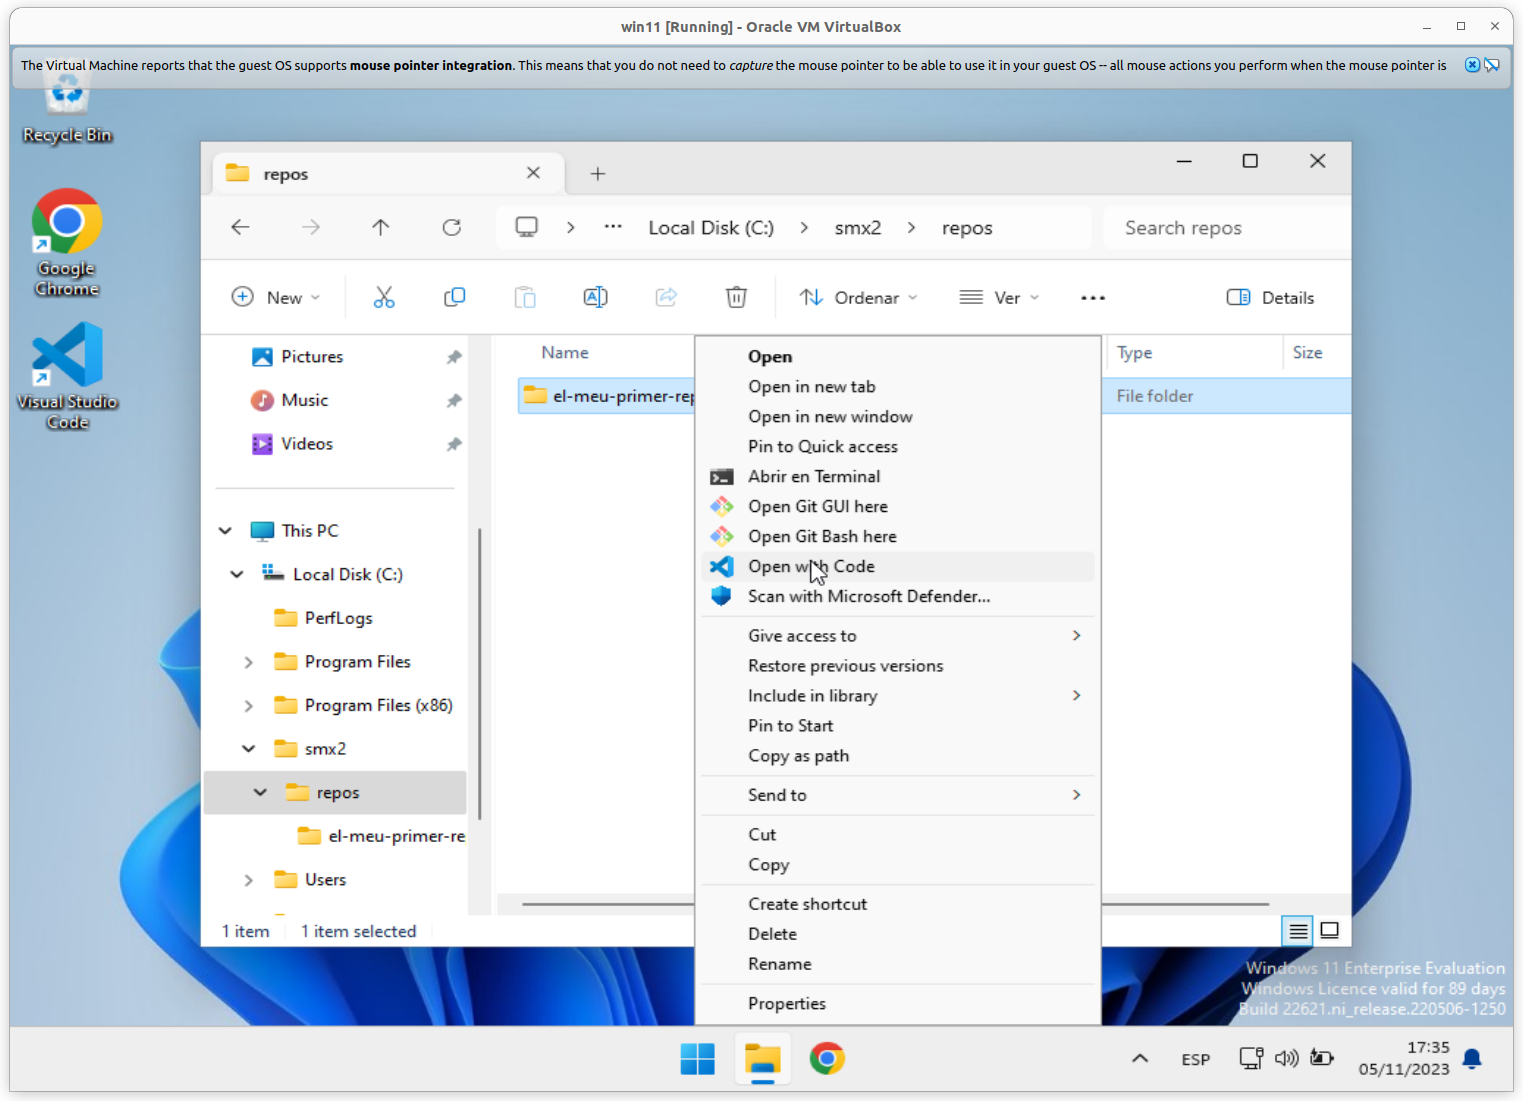 win11 [Running] - Oracle VM VirtualBox
The Virtual Machine reports that the guest OS supports mouse pointer integration. This means that you do not need to capture the mouse pointer to be able to use it in your guest OS -- all mouse actions you perform when the mouse pointer is
Recycle Bin
Google
Chrome
Visual Studio
Code
repos
Local Disk (C:)
smx2
repos
Search repos
New
Ordenar
Ver
Details
Pictures
Music
Videos
This PC
Local Disk (C:)
PerfLogs
Program Files
Program Files (x86)
smx2
repos
el-meu-primer-re
Users
Name
Type
Size
el-meu-primer-rep
File folder
Open
Open in new tab
Open in new window
Pin to Quick access
Abrir en Terminal
Open Git GUI here
Open Git Bash here
Open with Code
Scan with Microsoft Defender...
Give access to
Restore previous versions
Include in library
Pin to Start
Copy as path
Send to
Cut
Copy
Create shortcut
Delete
Rename
Properties
1 item
1 item selected
Windows 11 Enterprise Evaluation
Windows Licence valid for 89 days
Build 22621.ni_release.220506-1250
ESP
17:35
05/11/2023